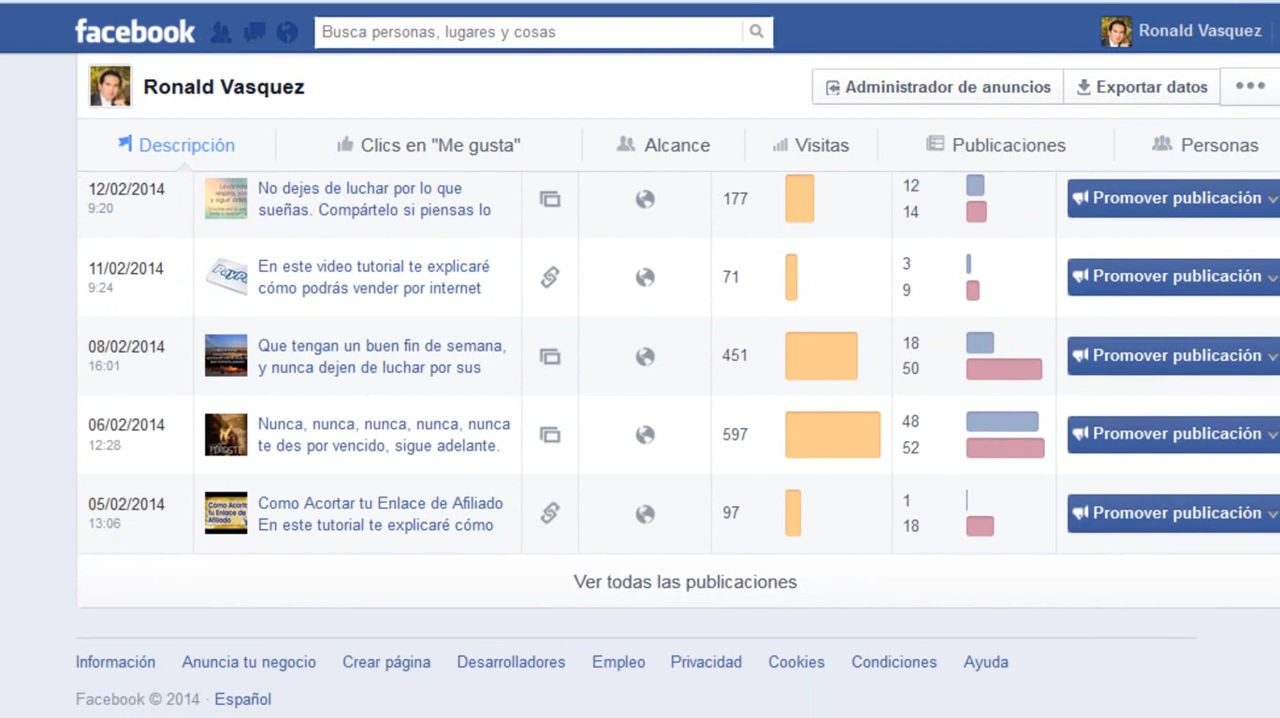 facebook
Busca personas, lugares y cosas
Ronald Vasquez
Ronald Vasquez
Administrador de anuncios
Exportar datos
Descripción
Clics en "Me gusta"
Alcance
Visitas
Publicaciones
Personas
12/02/2014
9:20
No dejes de luchar por lo que
sueñas. Compártelo si piensas lo
177
12
14
Promover publicación
11/02/2014
9:24
En este video tutorial te explicaré
cómo podrás vender por internet
71
3
9
Promover publicación
08/02/2014
16:01
Que tengan un buen fin de semana,
y nunca dejen de luchar por sus
451
18
50
Promover publicación
06/02/2014
12:28
Nunca, nunca, nunca, nunca, nunca
te des por vencido, sigue adelante.
597
48
52
Promover publicación
05/02/2014
13:06
Como Acortar tu Enlace de Afiliado
En este tutorial te explicaré cómo
97
1
18
Promover publicación
Ver todas las publicaciones
Información
Anuncia tu negocio
Crear página
Desarrolladores
Empleo
Privacidad
Cookies
Condiciones
Ayuda
Facebook © 2014 · Español